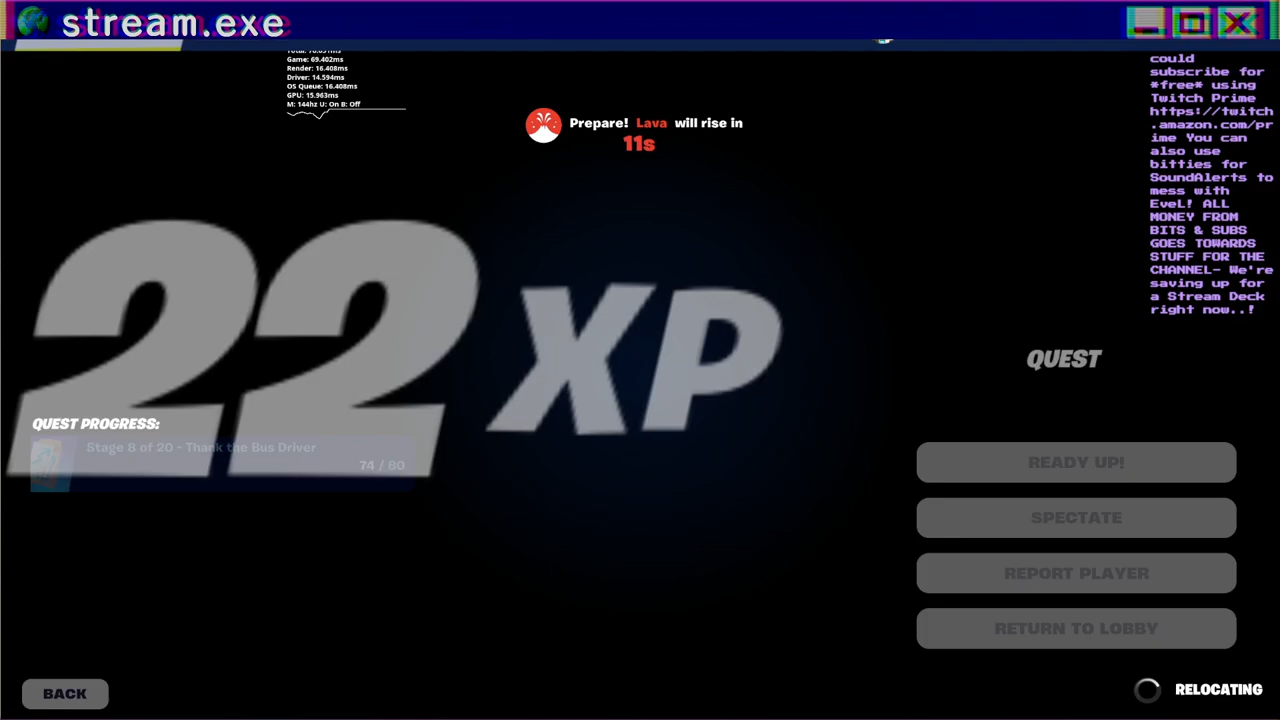 stream.exe
Game: 69.402ms
Render: 16.408ms
Driver: 14.594ms
OS Queue: 16.408ms
GPU: 15.963ms
M: 144hz U: On B: Off
Prepare! Lava will rise in
11s
could
subscribe for
*free* using
Twitch Prime
https://twitch
.amazon.com/pr
ime You can
also use
bitties for
SoundAlerts to
mess with
EveL! ALL
MONEY FROM
BITS & SUBS
GOES TOWARDS
STUFF FOR THE
CHANNEL- We're
saving up for
a Stream Deck
right now..!
22 XP
QUEST
QUEST PROGRESS:
Stage 8 of 20 - Thank the Bus Driver
74 / 80
READY UP!
SPECTATE
REPORT PLAYER
RETURN TO LOBBY
BACK
RELOCATING